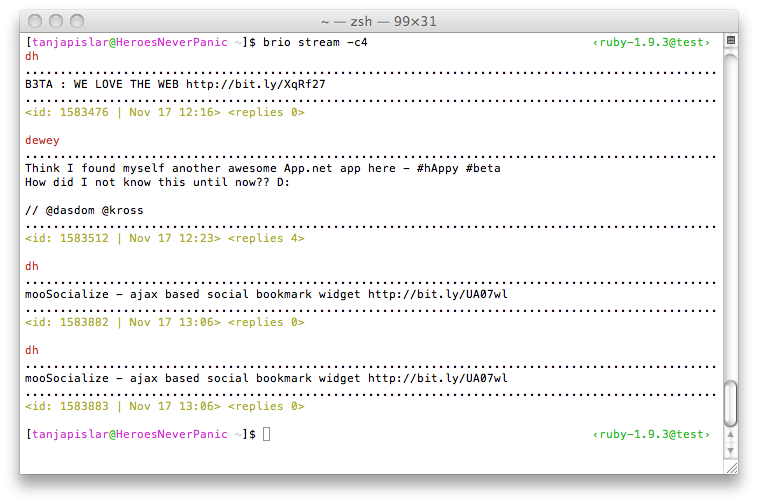 ~ — zsh — 99×31
[tanjapislar@HeroesNeverPanic ~]$ brio stream -c4 ‹ruby-1.9.3@test›
dh
B3TA : WE LOVE THE WEB http://bit.ly/XqRf27
<id: 1583476 | Nov 17 12:16> <replies 0>
dewey
Think I found myself another awesome App.net app here - #hAppy #beta
How did I not know this until now?? D:
// @dasdom @kross
<id: 1583512 | Nov 17 12:23> <replies 4>
dh
mooSocialize - ajax based social bookmark widget http://bit.ly/UA07wl
<id: 1583882 | Nov 17 13:06> <replies 0>
dh
mooSocialize - ajax based social bookmark widget http://bit.ly/UA07wl
<id: 1583883 | Nov 17 13:06> <replies 0>
[tanjapislar@HeroesNeverPanic ~]$ ‹ruby-1.9.3@test›